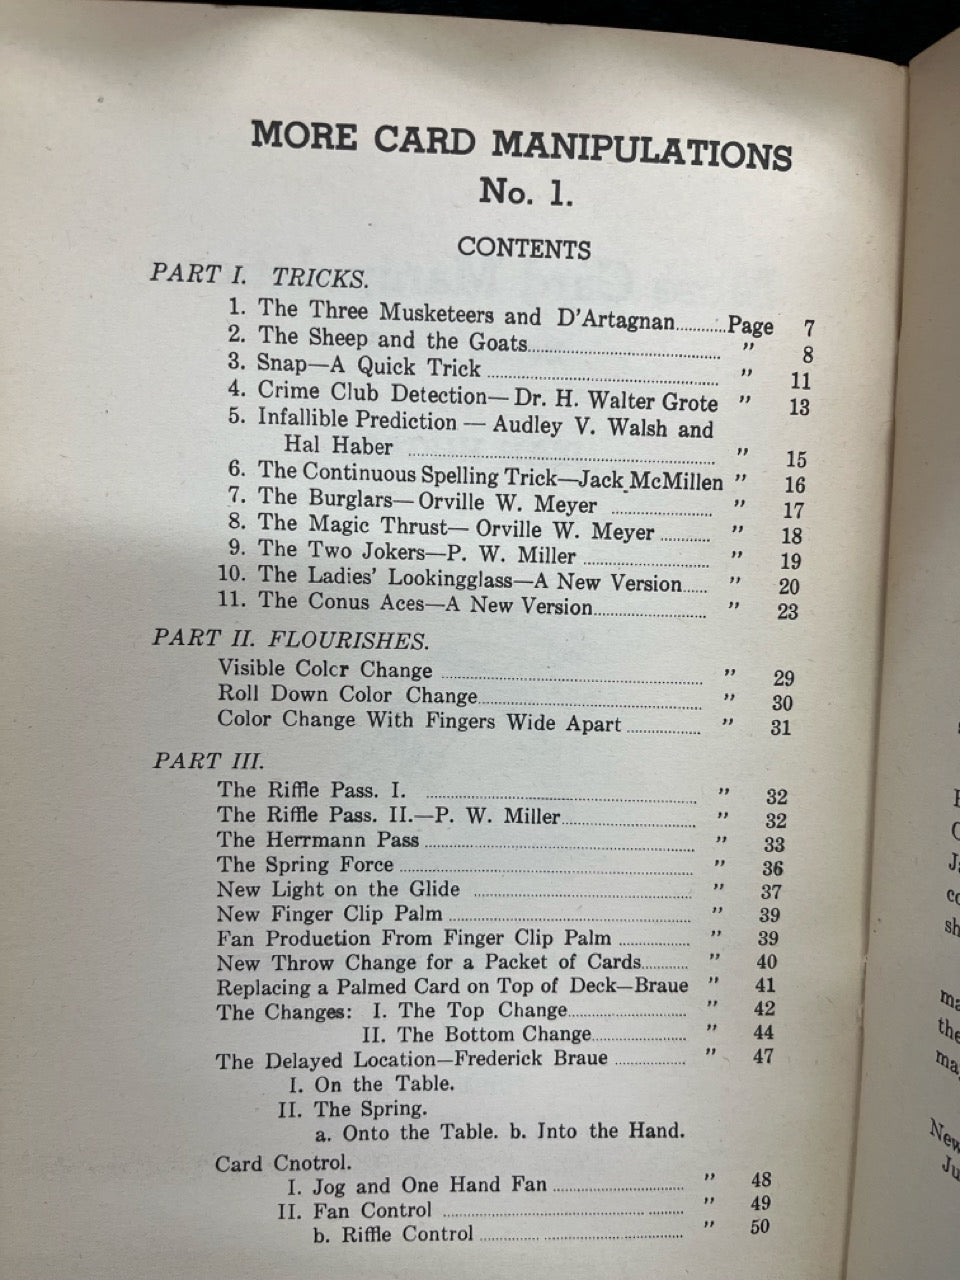 MORE CARD MANIPULATIONS
No. 1.
CONTENTS
PART I. TRICKS.
1. The Three Musketeers and D'Artagnan...........Page 7
2. The Sheep and the Goats........................................ " 8
3. Snap—A Quick Trick ................................................ " 11
4. Crime Club Detection— Dr. H. Walter Grote " 13
5. Infallible Prediction — Audley V. Walsh and
Hal Haber ................................................................ " 15
6. The Continuous Spelling Trick—Jack McMillen " 16
7. The Burglars— Orville W. Meyer ..................... " 17
8. The Magic Thrust— Orville W. Meyer ............ " 18
9. The Two Jokers—P. W. Miller .......................... " 19
10. The Ladies' Lookingglass—A New Version...... " 20
11. The Conus Aces—A New Version....................... " 23
PART II. FLOURISHES.
Visible Colcr Change ...................................................... " 29
Roll Down Color Change.............................................. " 30
Color Change With Fingers Wide Apart ............... " 31
PART III.
The Riffle Pass. I. ........................................................ " 32
The Riffle Pass. II.—P. W. Miller........................... " 32
The Herrmann Pass ........................................................ " 33
The Spring Force ............................................................ " 36
New Light on the Glide .............................................. " 37
New Finger Clip Palm .................................................. " 39
Fan Production From Finger Clip Palm ............... " 39
New Throw Change for a Packet of Cards.......... " 40
Replacing a Palmed Card on Top of Deck—Braue " 41
The Changes: I. The Top Change......................... " 42
II. The Bottom Change.................... " 44
The Delayed Location—Frederick Braue ............... " 47
I. On the Table.
II. The Spring.
a. Onto the Table. b. Into the Hand.
Card Cnotrol.
I. Jog and One Hand Fan ............................ " 48
II. Fan Control .................................................. " 49
b. Riffle Control ........................................... " 50
ma
the
ma
New